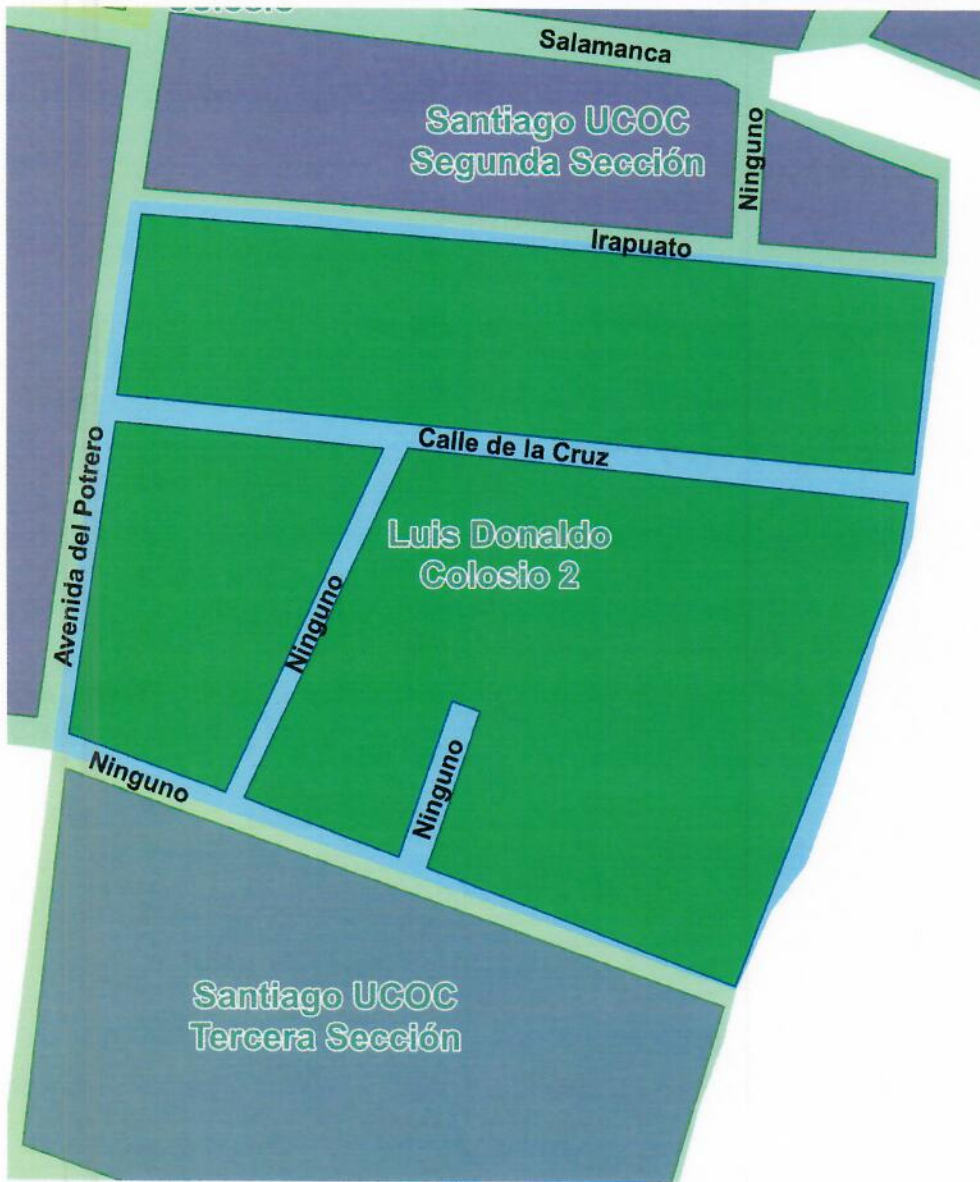 Salamanca
Santiago UCOC
Segunda Sección
Ninguno
Irapuato
Calle de la Cruz
Avenida del Potrero
Luis Donaldo
Colosio 2
Ninguno
Ninguno
Ninguno
Santiago UCOC
Tercera Sección